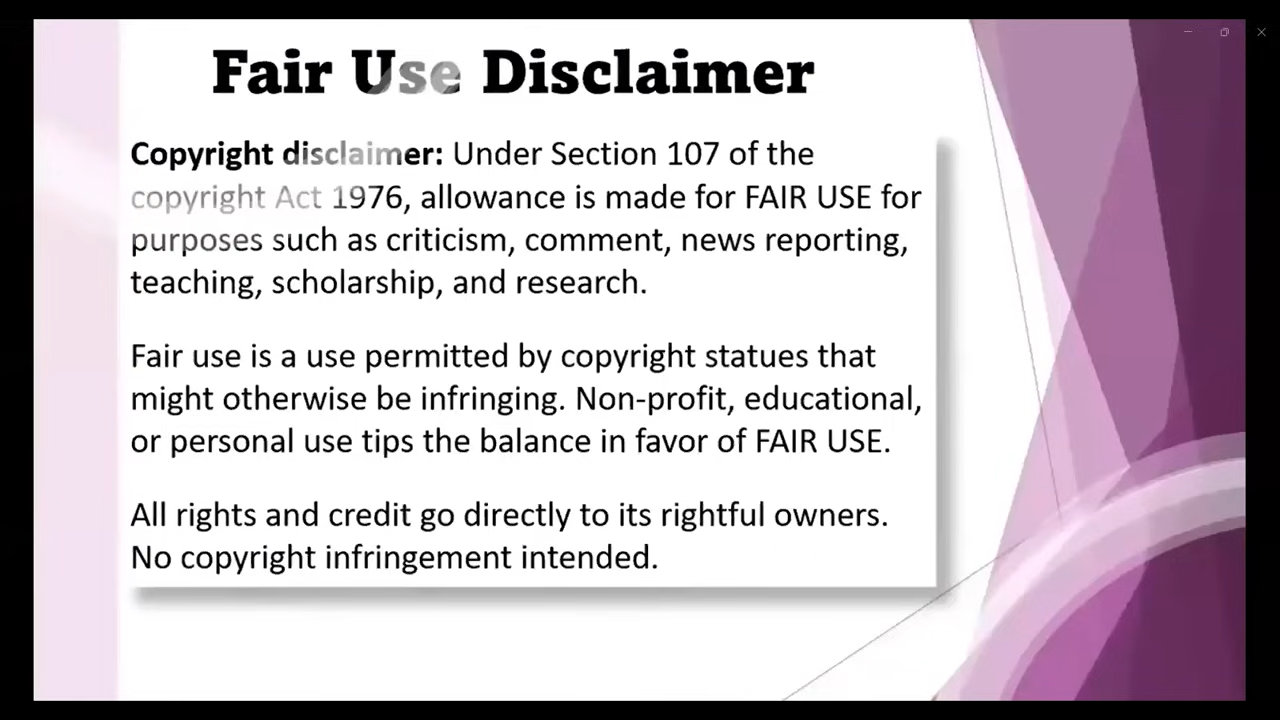 Fair Use Disclaimer
Copyright disclaimer: Under Section 107 of the
copyright Act 1976, allowance is made for FAIR USE for
purposes such as criticism, comment, news reporting,
teaching, scholarship, and research.
Fair use is a use permitted by copyright statues that
might otherwise be infringing. Non-profit, educational,
or personal use tips the balance in favor of FAIR USE.
All rights and credit go directly to its rightful owners.
No copyright infringement intended.